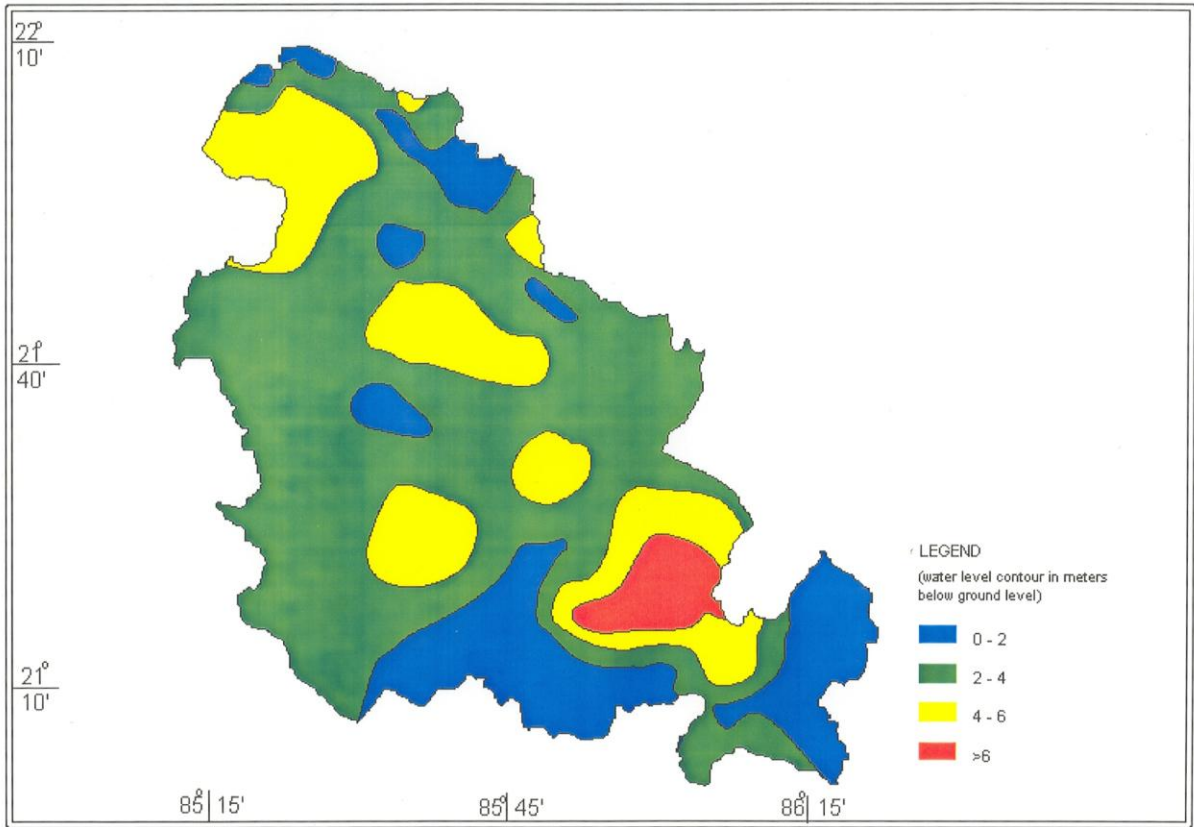 22°
10'
21°
40'
21°
10'
LEGEND
(water level contour in meters
below ground level)
0 - 2
2 - 4
4 - 6
>6
85° 15' 85° 45' 86° 15'